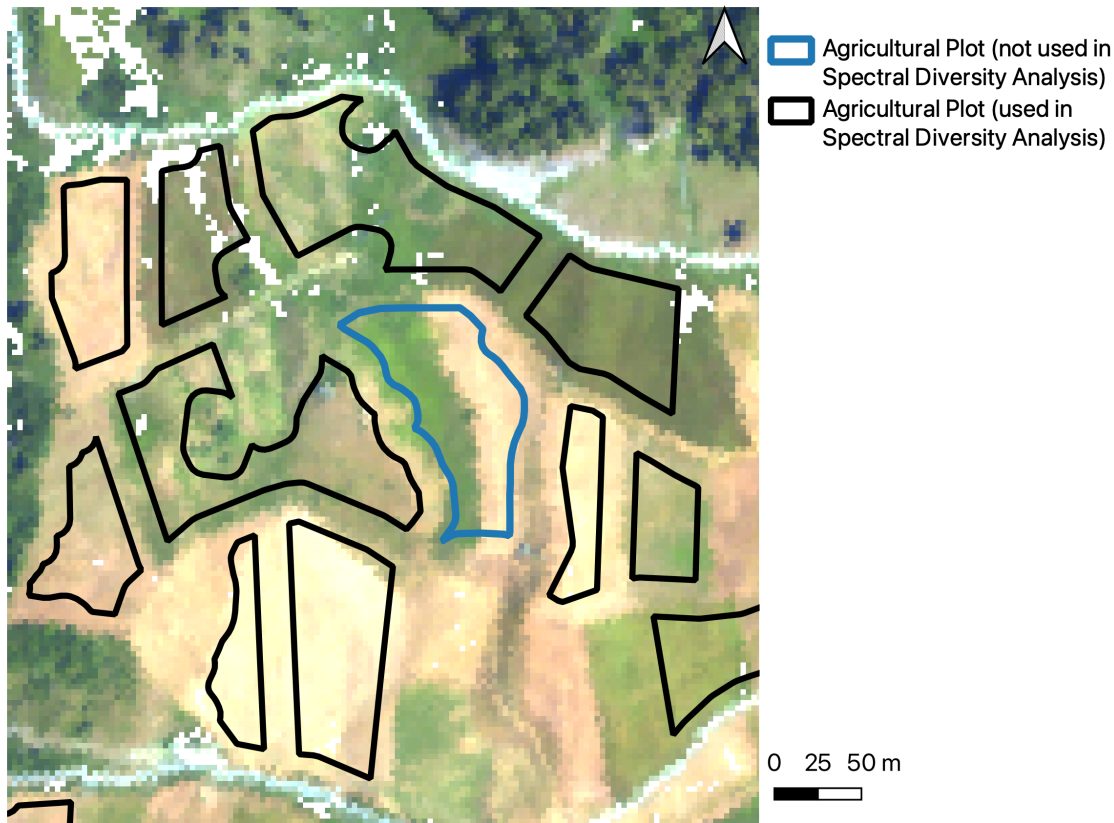 Agricultural Plot (not used in
Spectral Diversity Analysis)
Agricultural Plot (used in
Spectral Diversity Analysis)
0 25 50 m